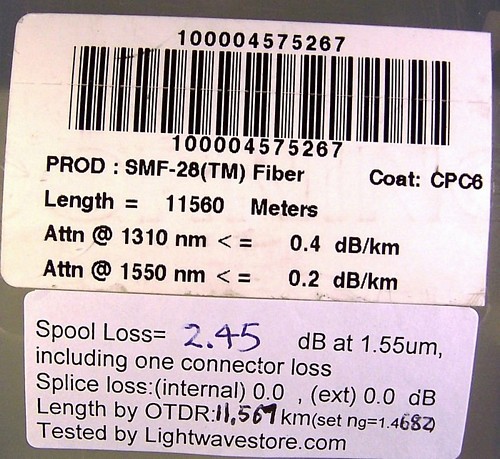 100004575267
100004575267
PROD : SMF-28(TM) Fiber Coat: CPC6
Length = 11560 Meters
Attn @ 1310 nm < = 0.4 dB/km
Attn @ 1550 nm < = 0.2 dB/km
Spool Loss= 2.45 dB at 1.55um,
including one connector loss
Splice loss:(internal) 0.0 , (ext) 0.0 dB
Length by OTDR:11,567 km(set ng=1.4682)
Tested by Lightwavestore.com